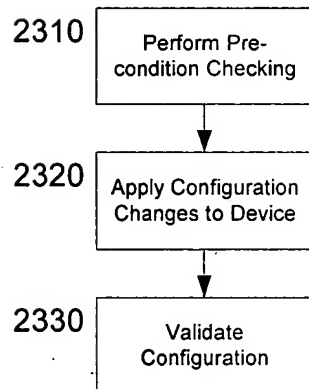 2310
Perform Pre-
condition Checking
2320
Apply Configuration
Changes to Device
2330
Validate
Configuration